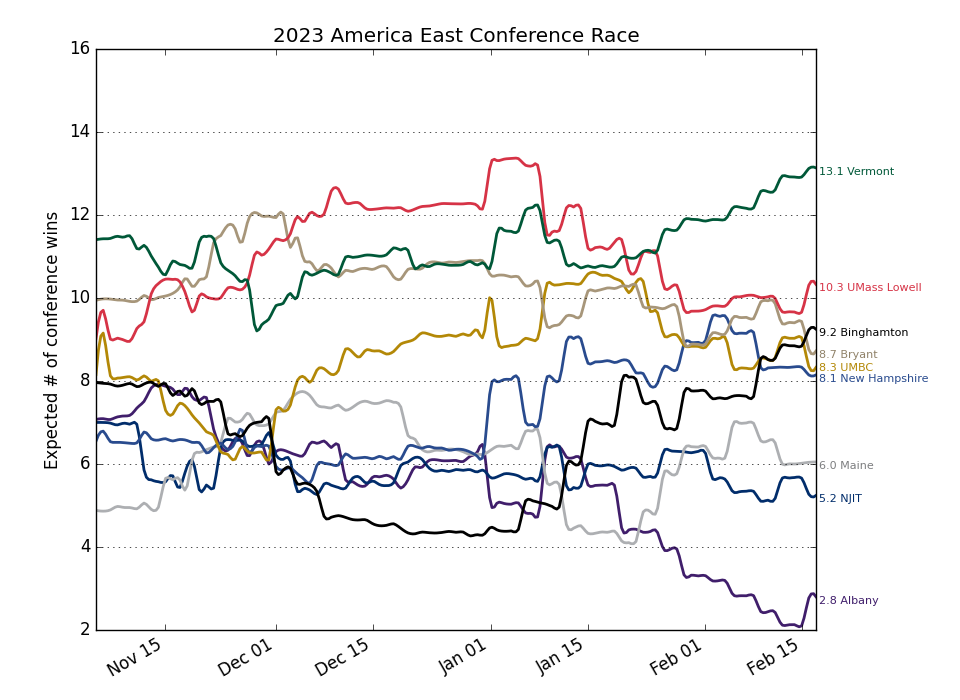 2023 America East Conference Race
Expected # of conference wins
16
14
12
10
8
6
4
2
13.1 Vermont
10.3 UMass Lowell
9.2 Binghamton
8.7 Bryant
8.3 UMBC
8.1 New Hampshire
6.0 Maine
5.2 NJIT
2.8 Albany
Nov 15
Dec 01
Dec 15
Jan 01
Jan 15
Feb 01
Feb 15